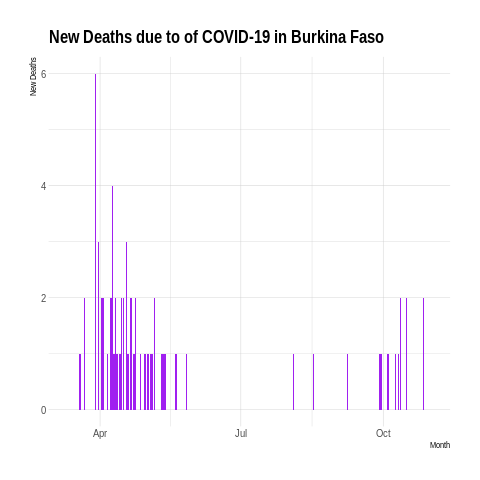 New Deaths due to of COVID-19 in Burkina Faso
New Deaths
6
4
2
0
Apr
Jul
Oct
Month